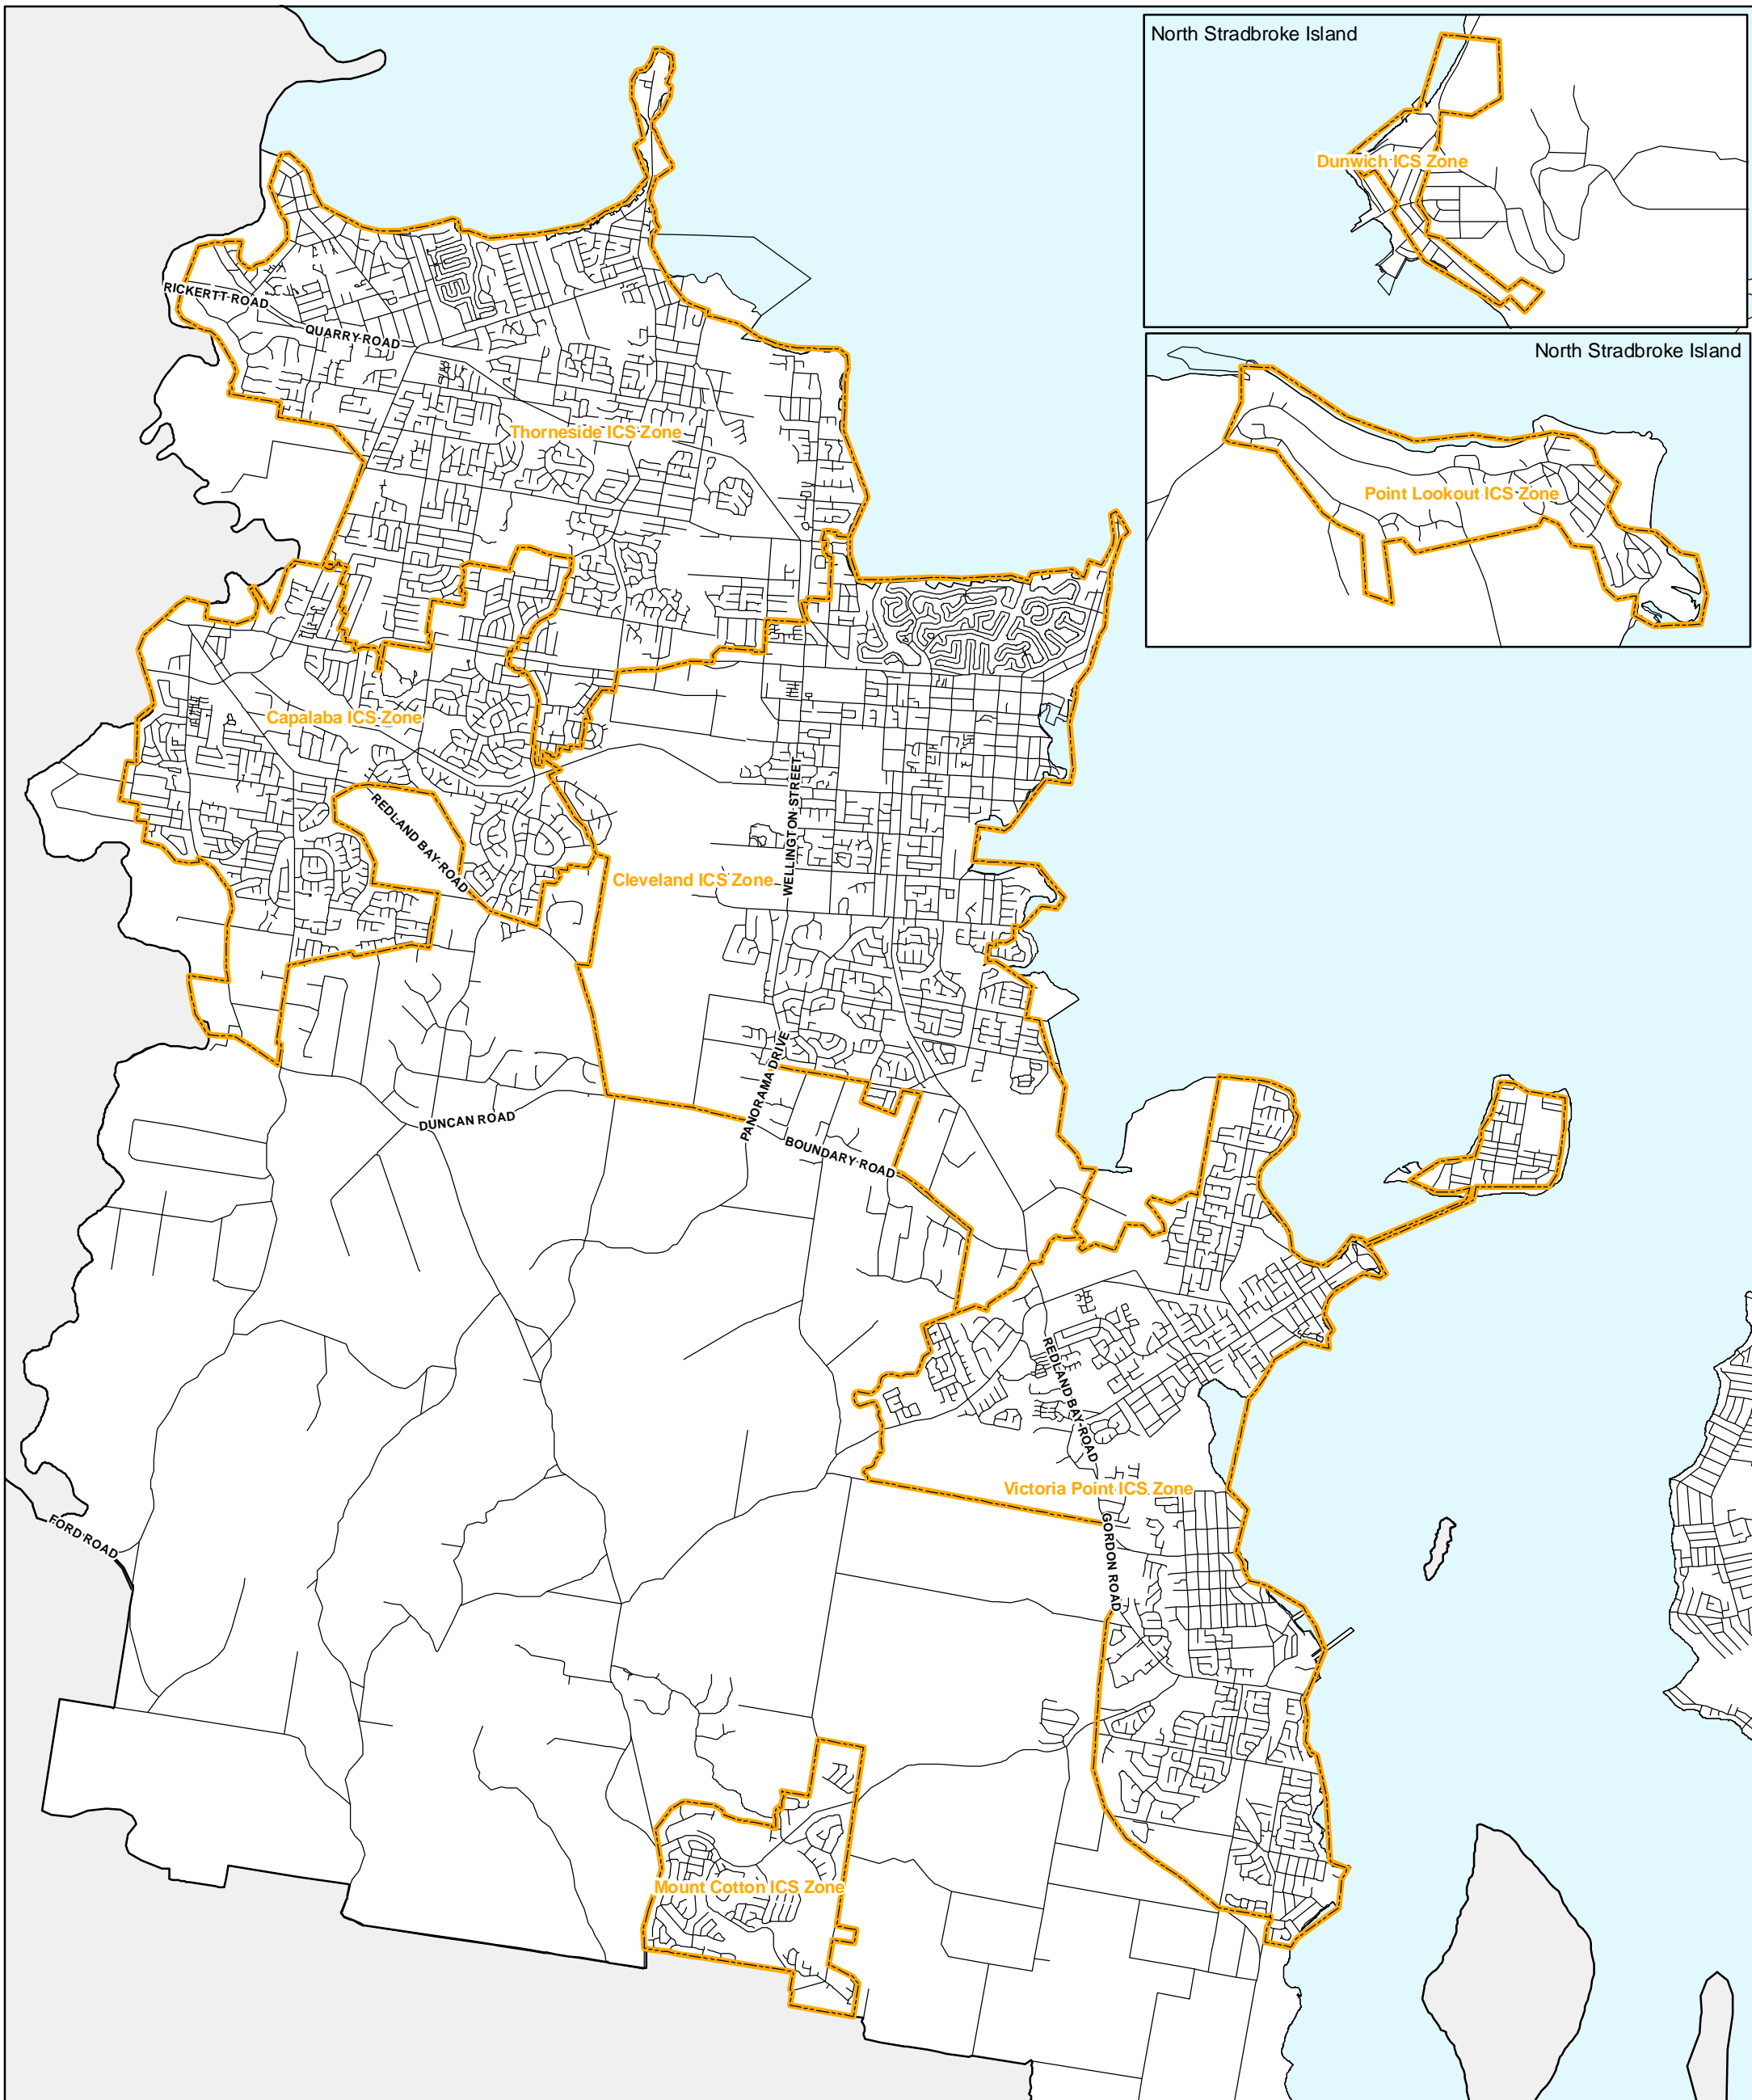 North Stradbroke Island
Dunwich ICS Zone
RICKERTT ROAD
QUARRY ROAD
North Stradbroke Island
Thorneside ICS Zone
Point Lookout ICS Zone
Capalaba ICS Zone
WELLINGTON STREET
REDLAND BAY ROAD
Cleveland ICS Zone
PANORAMA DRIVE
DUNCAN ROAD
BOUNDARY ROAD
REDLAND BAY ROAD
Victoria Point ICS Zone
FORD ROAD
GORDON ROAD
Mount Cotton ICS Zone